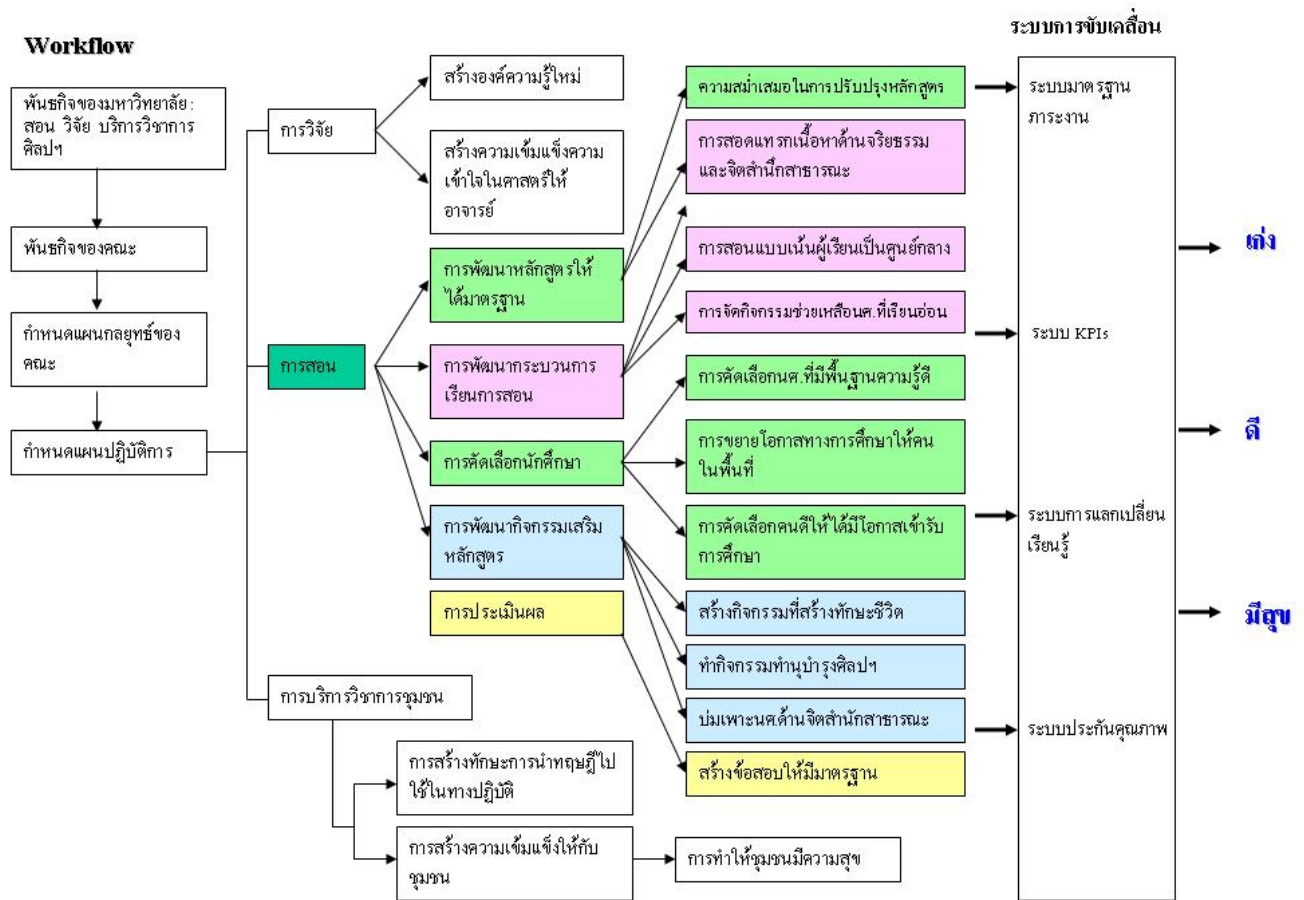 Workflow
พันธกิจของมหาวิทยาลัย :
สอน วิจัย บริการวิชาการ
ศิลปฯ
พันธกิจของคณะ
กำหนดแผนกลยุทธ์ของ
คณะ
กำหนดแผนปฏิบัติการ
การวิจัย
การสอน
การบริการวิชาการชุมชน
สร้างองค์ความรู้ใหม่
สร้างความเข้มแข็งความ
เข้าใจในศาสตร์ให้
อาจารย์
การพัฒนาหลักสูตรให้
ได้มาตรฐาน
การพัฒนากระบวนการ
เรียนการสอน
การคัดเลือกนักศึกษา
การพัฒนากิจกรรมเสริม
หลักสูตร
การประเมินผล
การสร้างทักษะการนำทฤษฎีไป
ใช้ในทางปฏิบัติ
การสร้างความเข้มแข็งให้กับ
ชุมชน
การทำให้ชุมชนมีความสุข
ความสม่ำเสมอในการปรับปรุงหลักสูตร
การสอดแทรกเนื้อหาด้านจริยธรรม
และจิตสำนึกสาธารณะ
การสอนแบบเน้นผู้เรียนเป็นศูนย์กลาง
การจัดกิจกรรมช่วยเหลือนศ.ที่เรียนอ่อน
การคัดเลือกนศ.ที่มีพื้นฐานความรู้ดี
การขยายโอกาสทางการศึกษาให้คน
ในพื้นที่
การคัดเลือกคนดีให้ได้มีโอกาสเข้ารับ
การศึกษา
สร้างกิจกรรมที่สร้างทักษะชีวิต
ทำกิจกรรมทำนุบำรุงศิลปฯ
บ่มเพาะนศ.ด้านจิตสำนักสาธารณะ
สร้างข้อสอบให้มีมาตรฐาน
ระบบการขับเคลื่อน
ระบบมาตรฐาน
ภาระงาน
ระบบ KPIs
ระบบการแลกเปลี่ยน
เรียนรู้
ระบบประกันคุณภาพ
เก่ง
ดี
มีสุข